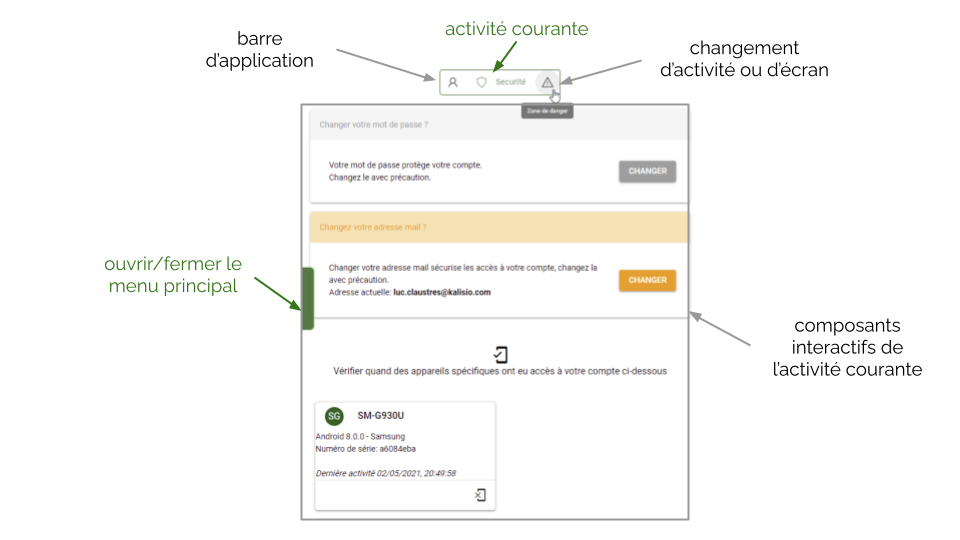 activité courante
barre
d'application
changement
d'activité ou d'écran
Securité
Zone de danger
Changer votre mot de passe ?
Votre mot de passe protège votre compte.
Changez le avec précaution.
CHANGER
Changez votre adresse mail ?
ouvrir/fermer le
menu principal
Changer votre adresse mail sécurise les accès à votre compte, changez la
avec précaution.
Adresse actuelle: luc.claustres@kalisio.com
CHANGER
composants
interactifs de
l'activité courante
Vérifier quand des appareils spécifiques ont eu accès à votre compte ci-dessous
SG
SM-G930U
Android 8.0.0 - Samsung
Numéro de série: a6084eba
Dernière activité 02/05/2021, 20:49:58